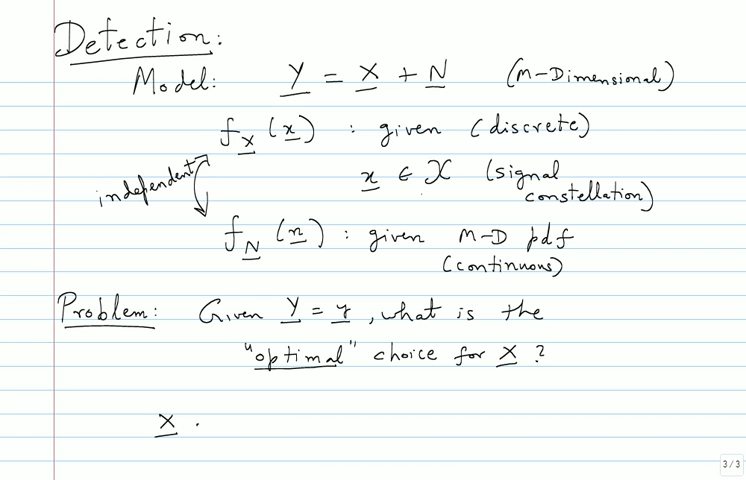 Detection:
Model: Y = X + N (M-Dimensional)
f_X (x) : given (discrete)
independent
x ∈ X (signal
constellation)
f_N (n) : given M-D pdf
(continuous)
Problem: Given Y = y, what is the
"optimal" choice for X ?
X .
3/3